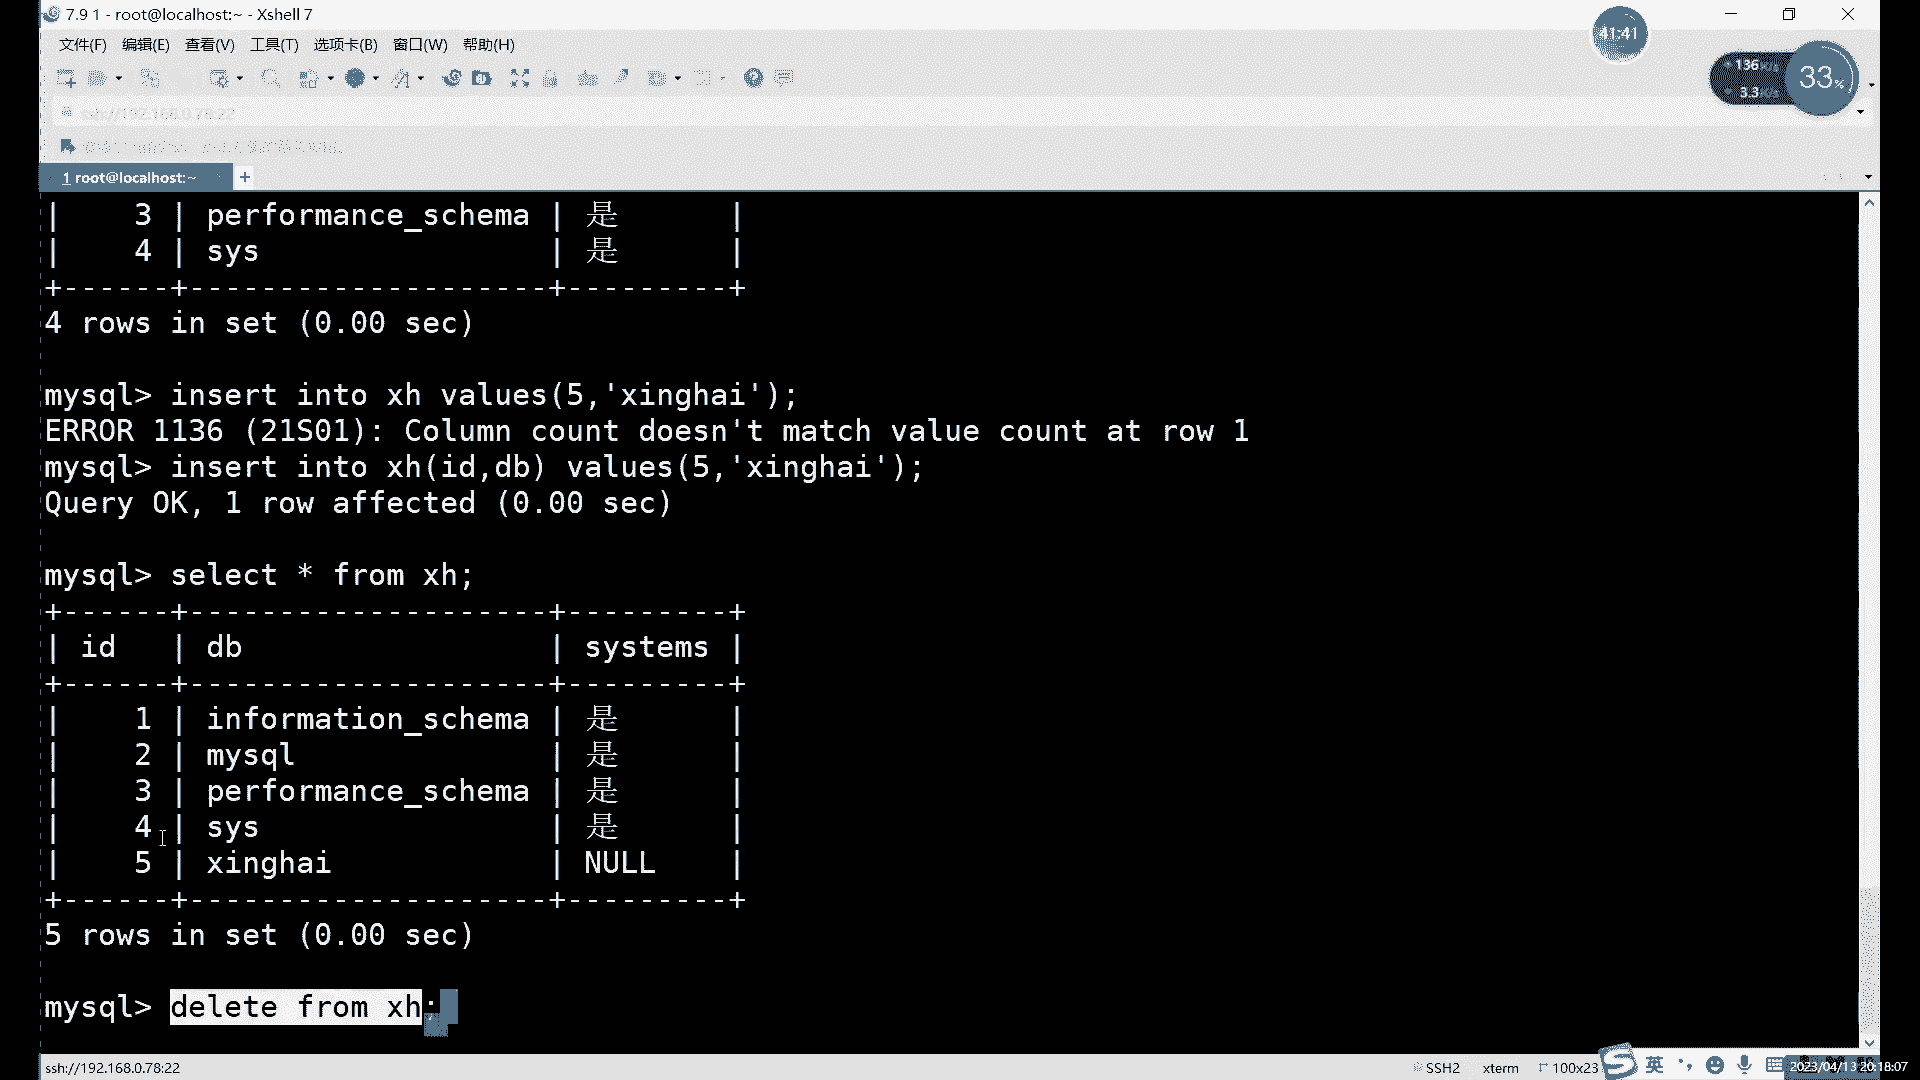 7.9 1 - root@localhost:~ - Xshell 7
41:41
文件(F) 编辑(E) 查看(V) 工具(T) 选项卡(B) 窗口(W) 帮助(H)
136
33%
3.3
ssh://192.168.0.78:22
1 root@localhost:~ +
| 3 | performance_schema | 是 |
| 4 | sys | 是 |
+------+--------------------+---------+
4 rows in set (0.00 sec)
mysql> insert into xh values(5,'xinghai');
ERROR 1136 (21S01): Column count doesn't match value count at row 1
mysql> insert into xh(id,db) values(5,'xinghai');
Query OK, 1 row affected (0.00 sec)
mysql> select * from xh;
+------+--------------------+---------+
| id | db | systems |
+------+--------------------+---------+
| 1 | information_schema | 是 |
| 2 | mysql | 是 |
| 3 | performance_schema | 是 |
| 4 | sys | 是 |
| 5 | xinghai | NULL |
+------+--------------------+---------+
5 rows in set (0.00 sec)
mysql> delete from xh;
ssh://192.168.0.78:22 SSH2 xterm 100x23 英 2023/04/13 20:18:07